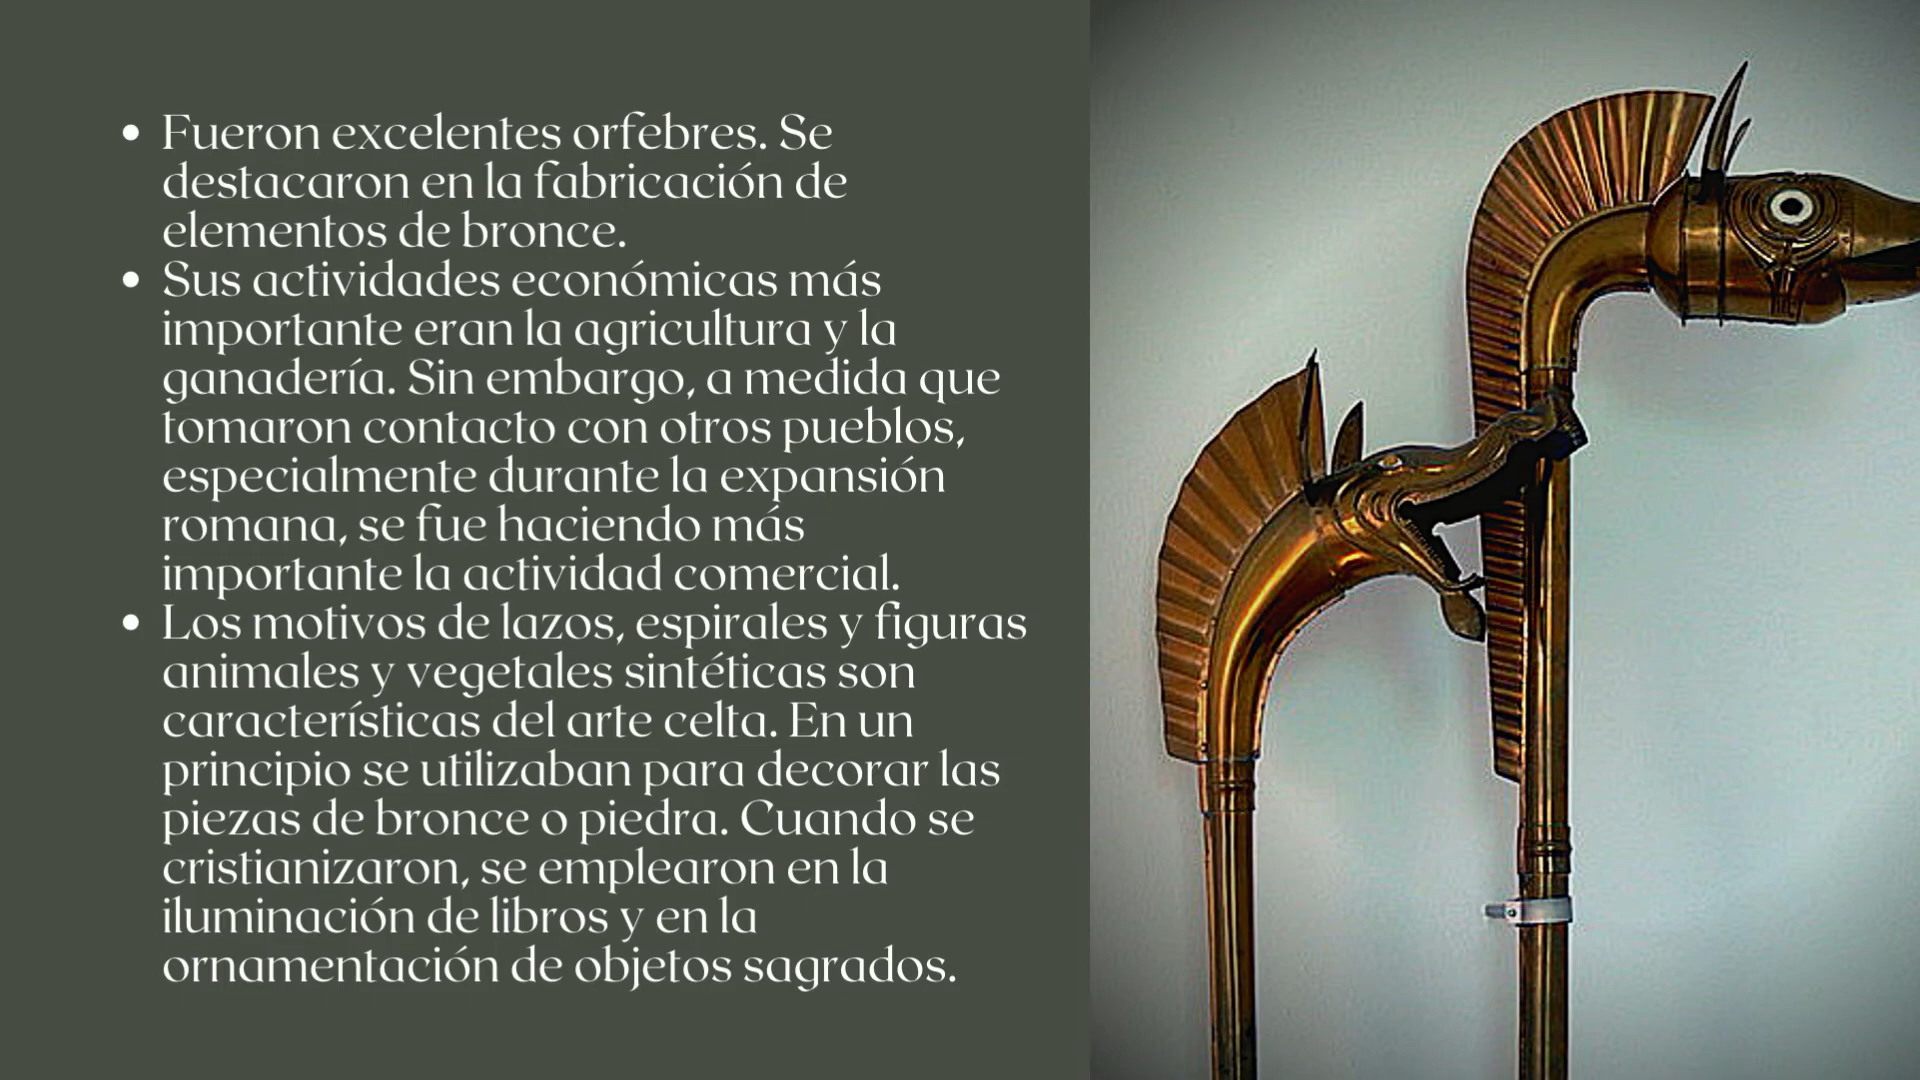 • Fueron excelentes orfebres. Se
destacaron en la fabricación de
elementos de bronce.
• Sus actividades económicas más
importante eran la agricultura y la
ganadería. Sin embargo, a medida que
tomaron contacto con otros pueblos,
especialmente durante la expansión
romana, se fue haciendo más
importante la actividad comercial.
• Los motivos de lazos, espirales y figuras
animales y vegetales sintéticas son
características del arte celta. En un
principio se utilizaban para decorar las
piezas de bronce o piedra. Cuando se
cristianizaron, se emplearon en la
iluminación de libros y en la
ornamentación de objetos sagrados.